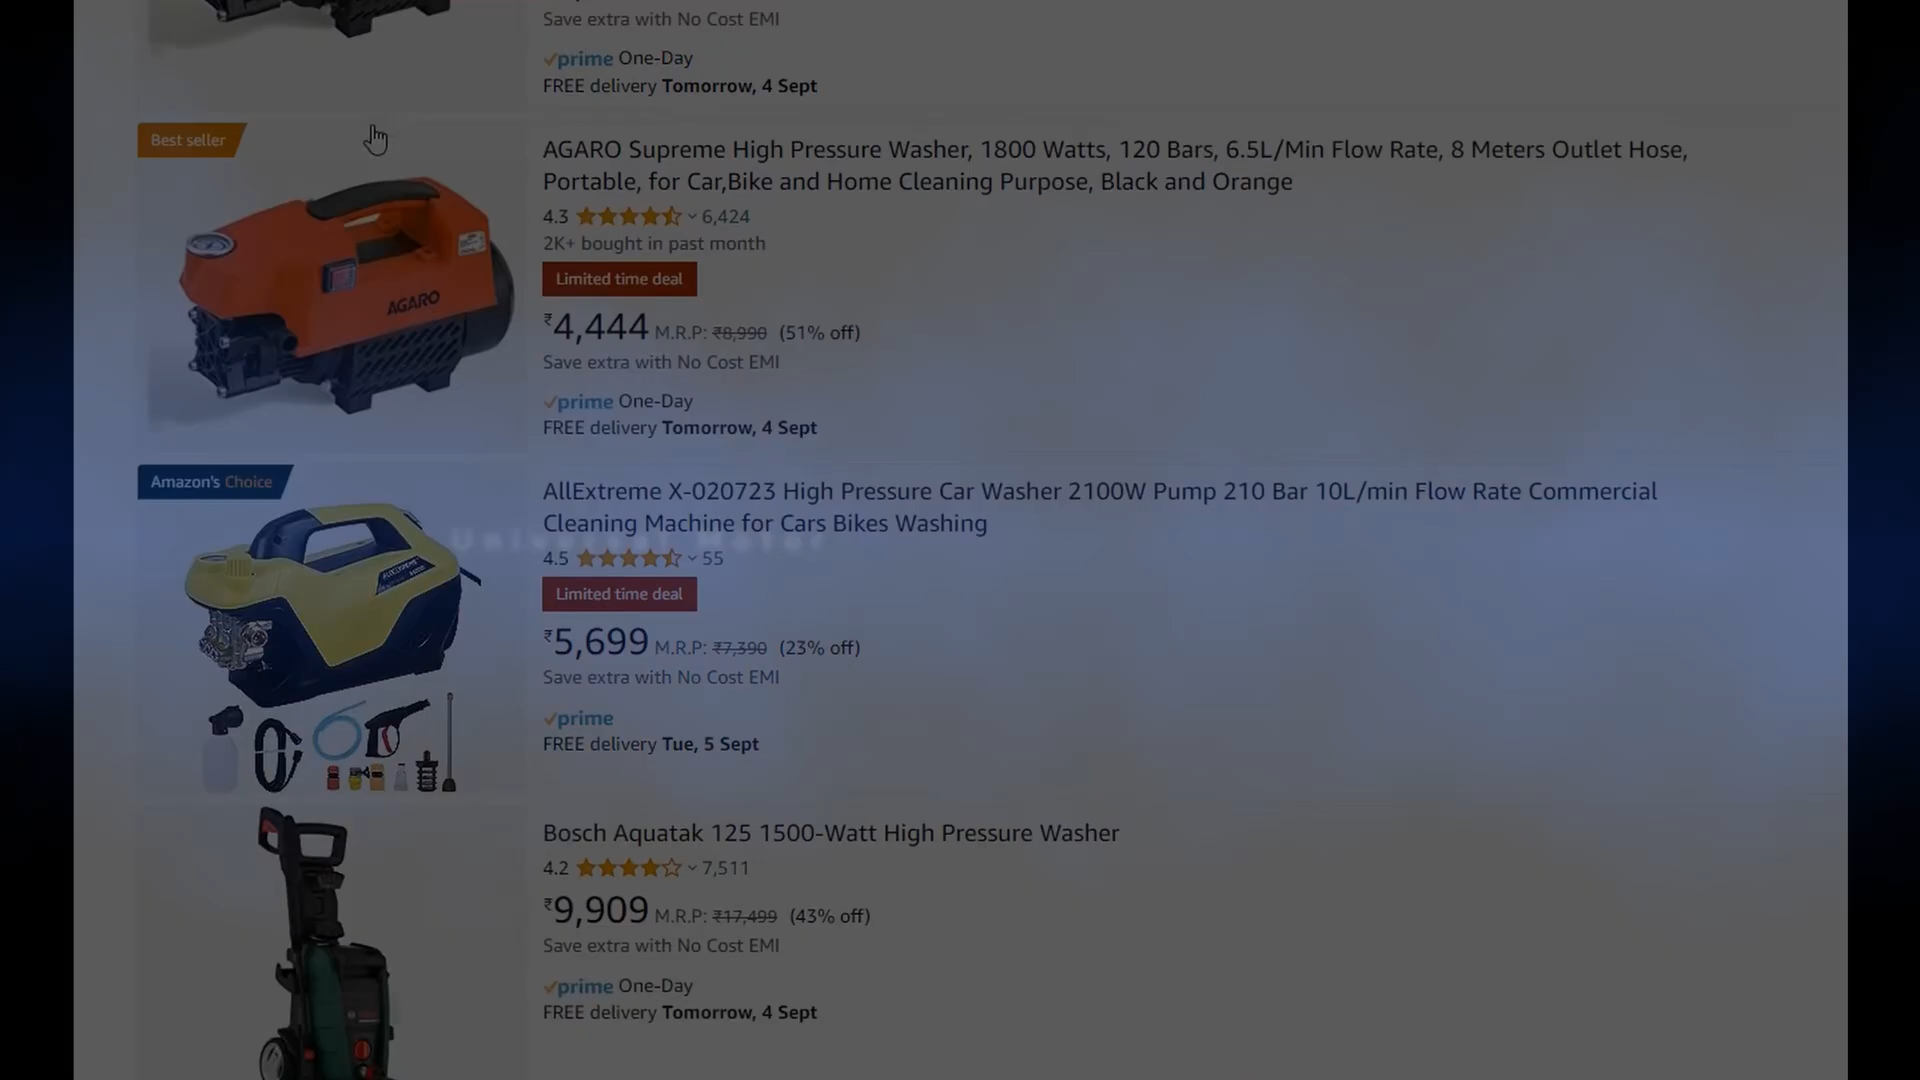 Save extra with No Cost EMI
prime One-Day
FREE delivery Tomorrow, 4 Sept
Best seller
AGARO Supreme High Pressure Washer, 1800 Watts, 120 Bars, 6.5L/Min Flow Rate, 8 Meters Outlet Hose,
Portable, for Car,Bike and Home Cleaning Purpose, Black and Orange
4.3 6,424
2K+ bought in past month
Limited time deal
₹4,444 M.R.P: ₹8,990 (51% off)
Save extra with No Cost EMI
prime One-Day
FREE delivery Tomorrow, 4 Sept
AGARO
Amazon's Choice
AllExtreme X-020723 High Pressure Car Washer 2100W Pump 210 Bar 10L/min Flow Rate Commercial
Cleaning Machine for Cars Bikes Washing
Universal Motor
4.5 55
Limited time deal
₹5,699 M.R.P: ₹7,390 (23% off)
Save extra with No Cost EMI
prime
FREE delivery Tue, 5 Sept
Bosch Aquatak 125 1500-Watt High Pressure Washer
4.2 7,511
₹9,909 M.R.P: ₹17,499 (43% off)
Save extra with No Cost EMI
prime One-Day
FREE delivery Tomorrow, 4 Sept